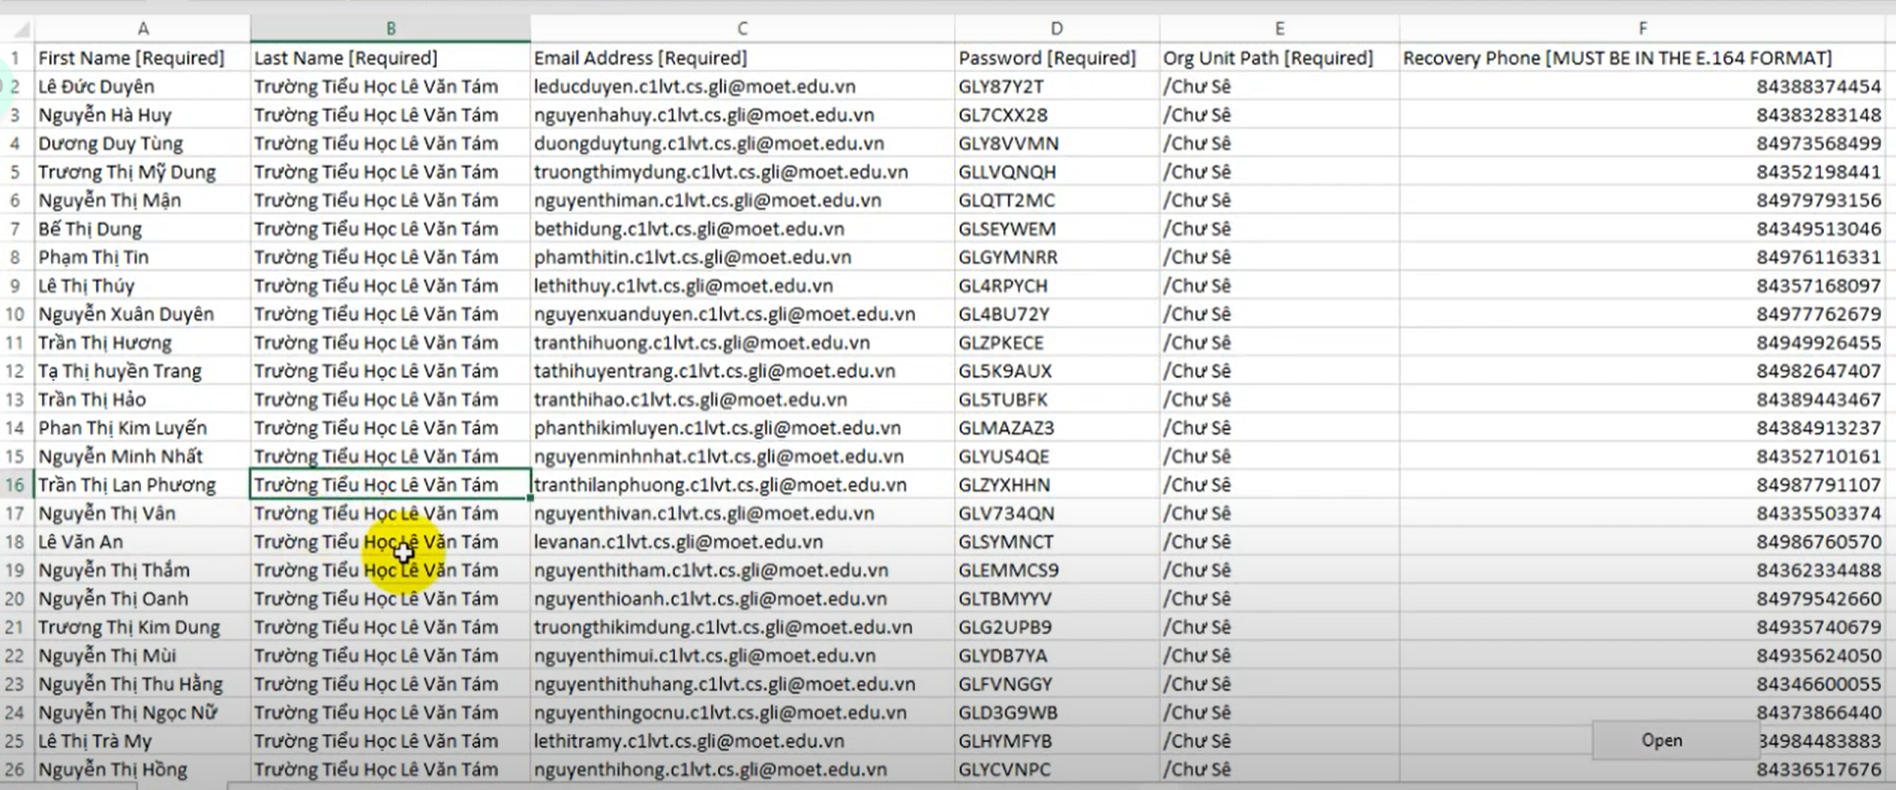 A B C D E F
1 First Name [Required] Last Name [Required] Email Address [Required] Password [Required] Org Unit Path [Required] Recovery Phone [MUST BE IN THE E.164 FORMAT]
2 Lê Đức Duyên Trường Tiểu Học Lê Văn Tám leducduyen.c1lvt.cs.gli@moet.edu.vn GLY87Y2T /Chư Sê 84388374454
3 Nguyễn Hà Huy Trường Tiểu Học Lê Văn Tám nguyenhahuy.c1lvt.cs.gli@moet.edu.vn GL7CXX28 /Chư Sê 84383283148
4 Dương Duy Tùng Trường Tiểu Học Lê Văn Tám duongduytung.c1lvt.cs.gli@moet.edu.vn GLY8VVMN /Chư Sê 84973568499
5 Trương Thị Mỹ Dung Trường Tiểu Học Lê Văn Tám truongthimydung.c1lvt.cs.gli@moet.edu.vn GLLVQNQH /Chư Sê 84352198441
6 Nguyễn Thị Mận Trường Tiểu Học Lê Văn Tám nguyenthiman.c1lvt.cs.gli@moet.edu.vn GLQTT2MC /Chư Sê 84979793156
7 Bế Thị Dung Trường Tiểu Học Lê Văn Tám bethidung.c1lvt.cs.gli@moet.edu.vn GLSEYWEM /Chư Sê 84349513046
8 Phạm Thị Tin Trường Tiểu Học Lê Văn Tám phamthitin.c1lvt.cs.gli@moet.edu.vn GLGYMNRR /Chư Sê 84976116331
9 Lê Thị Thúy Trường Tiểu Học Lê Văn Tám lethithuy.c1lvt.cs.gli@moet.edu.vn GL4RPYCH /Chư Sê 84357168097
10 Nguyễn Xuân Duyên Trường Tiểu Học Lê Văn Tám nguyenxuanduyen.c1lvt.cs.gli@moet.edu.vn GL4BU72Y /Chư Sê 84977762679
11 Trần Thị Hương Trường Tiểu Học Lê Văn Tám tranthihuong.c1lvt.cs.gli@moet.edu.vn GLZPKECE /Chư Sê 84949926455
12 Tạ Thị huyền Trang Trường Tiểu Học Lê Văn Tám tathihuyentrang.c1lvt.cs.gli@moet.edu.vn GL5K9AUX /Chư Sê 84982647407
13 Trần Thị Hảo Trường Tiểu Học Lê Văn Tám tranthihao.c1lvt.cs.gli@moet.edu.vn GL5TUBFK /Chư Sê 84389443467
14 Phan Thị Kim Luyến Trường Tiểu Học Lê Văn Tám phanthikimluyen.c1lvt.cs.gli@moet.edu.vn GLMAZAZ3 /Chư Sê 84384913237
15 Nguyễn Minh Nhất Trường Tiểu Học Lê Văn Tám nguyenminhnhat.c1lvt.cs.gli@moet.edu.vn GLYUS4QE /Chư Sê 84352710161
16 Trần Thị Lan Phương Trường Tiểu Học Lê Văn Tám tranthilanphuong.c1lvt.cs.gli@moet.edu.vn GLZYXHHN /Chư Sê 84987791107
17 Nguyễn Thị Vân Trường Tiểu Học Lê Văn Tám nguyenthivan.c1lvt.cs.gli@moet.edu.vn GLV734QN /Chư Sê 84335503374
18 Lê Văn An Trường Tiểu Học Lê Văn Tám levanan.c1lvt.cs.gli@moet.edu.vn GLSYMNCT /Chư Sê 84986760570
19 Nguyễn Thị Thắm Trường Tiểu Học Lê Văn Tám nguyenthitham.c1lvt.cs.gli@moet.edu.vn GLEMMCS9 /Chư Sê 84362334488
20 Nguyễn Thị Oanh Trường Tiểu Học Lê Văn Tám nguyenthioanh.c1lvt.cs.gli@moet.edu.vn GLTBMYYV /Chư Sê 84979542660
21 Trương Thị Kim Dung Trường Tiểu Học Lê Văn Tám truongthikimdung.c1lvt.cs.gli@moet.edu.vn GLG2UPB9 /Chư Sê 84935740679
22 Nguyễn Thị Mùi Trường Tiểu Học Lê Văn Tám nguyenthimui.c1lvt.cs.gli@moet.edu.vn GLYDB7YA /Chư Sê 84935624050
23 Nguyễn Thị Thu Hằng Trường Tiểu Học Lê Văn Tám nguyenthithuhang.c1lvt.cs.gli@moet.edu.vn GLFVNGGY /Chư Sê 84346600055
24 Nguyễn Thị Ngọc Nữ Trường Tiểu Học Lê Văn Tám nguyenthingocnu.c1lvt.cs.gli@moet.edu.vn GLD3G9WB /Chư Sê 84373866440
25 Lê Thị Trà My Trường Tiểu Học Lê Văn Tám lethitramy.c1lvt.cs.gli@moet.edu.vn GLHYMFYB /Chư Sê Open 34984483883
26 Nguyễn Thị Hồng Trường Tiểu Học Lê Văn Tám nguyenthihong.c1lvt.cs.gli@moet.edu.vn GLYCVNPC /Chư Sê 84336517676